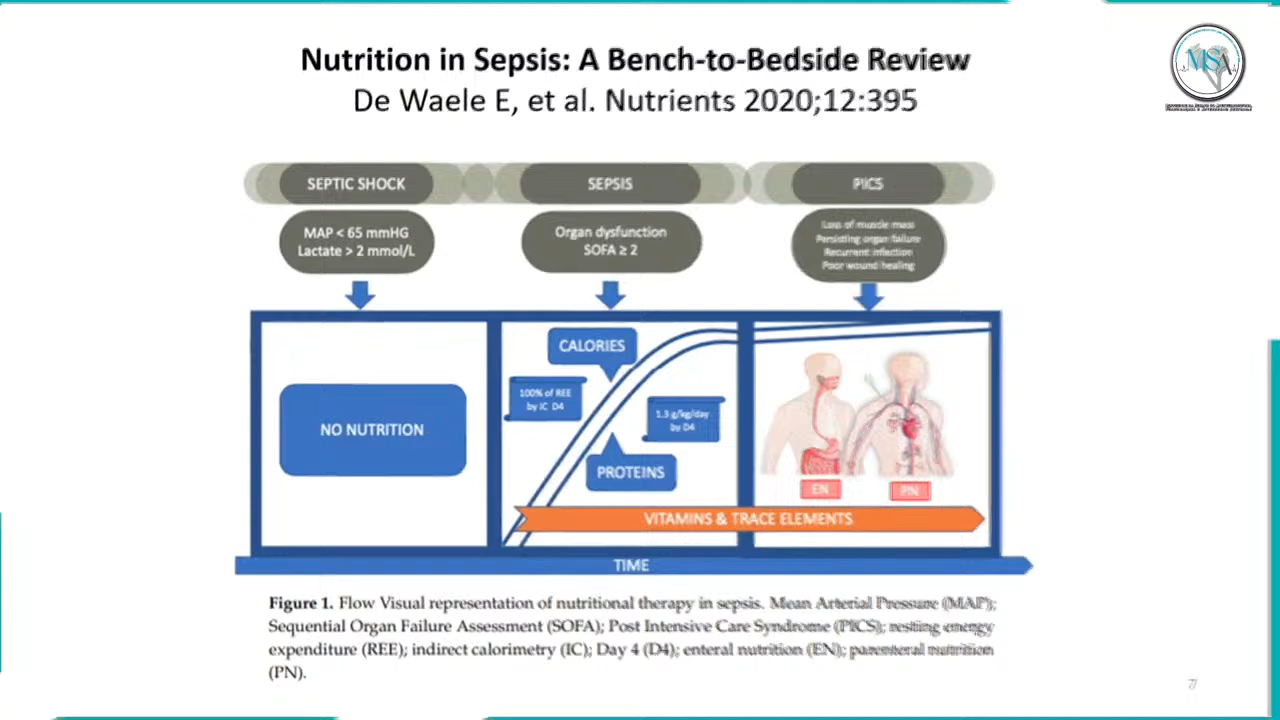 Nutrition in Sepsis: A Bench-to-Bedside Review
De Waele E, et al. Nutrients 2020;12:395
MSA
SEPTIC SHOCK
SEPSIS
PICS
MAP < 65 mmHG
Lactate > 2 mmol/L
Organ dysfunction
SOFA ≥ 2
Loss of muscle mass
Persisting organ failure
Recurrent infection
Poor wound healing
NO NUTRITION
CALORIES
100% of REE
by IC D4
1.3 g/kg/day
by D4
PROTEINS
EN
PN
VITAMINS & TRACE ELEMENTS
TIME
Figure 1. Flow Visual representation of nutritional therapy in sepsis. Mean Arterial Pressure (MAP);
Sequential Organ Failure Assessment (SOFA); Post Intensive Care Syndrome (PICS); resting energy
expenditure (REE); indirect calorimetry (IC); Day 4 (D4); enteral nutrition (EN); parenteral nutrition
(PN).
7